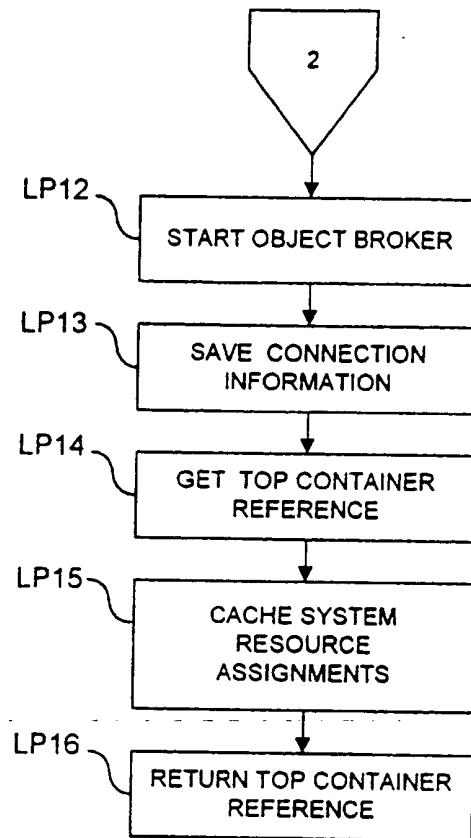 2
LP12
START OBJECT BROKER
LP13
SAVE CONNECTION
INFORMATION
LP14
GET TOP CONTAINER
REFERENCE
LP15
CACHE SYSTEM
RESOURCE
ASSIGNMENTS
LP16
RETURN TOP CONTAINER
REFERENCE